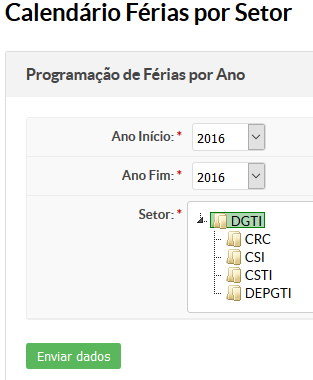 Calendário Férias por Setor
Programação de Férias por Ano
Ano Início: * 2016
Ano Fim: * 2016
Setor: * DGTI
CRC
CSI
CSTI
DEPGTI
Enviar dados